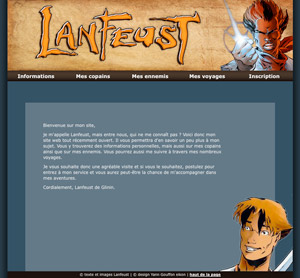 LANFEUST
Informations Mes copains Mes ennemis Mes voyages Inscription
Bienvenue sur mon site,
Je m'appelle Lanfeust, mais entre nous, qui ne me connaît pas ? Voici donc mon
site web tout récemment ouvert. Il vous permettra d'en savoir un peu plus à mon
sujet. Vous y trouverez des informations personnelles, mais aussi sur mes copains
ainsi que sur mes ennemis. Vous pourrez aussi me suivre à travers mes nombreux
voyages.
Je vous souhaite donc une agréable visite et si vous le souhaitez, postulez pour
entrez à mon service et vous aurez peut-être la chance de m'accompagner dans
mes aventures.
Cordialement, Lanfeust de Glinin.
© texte et images Lanfeust | © design Yann Gouffon eikon | haut de la page